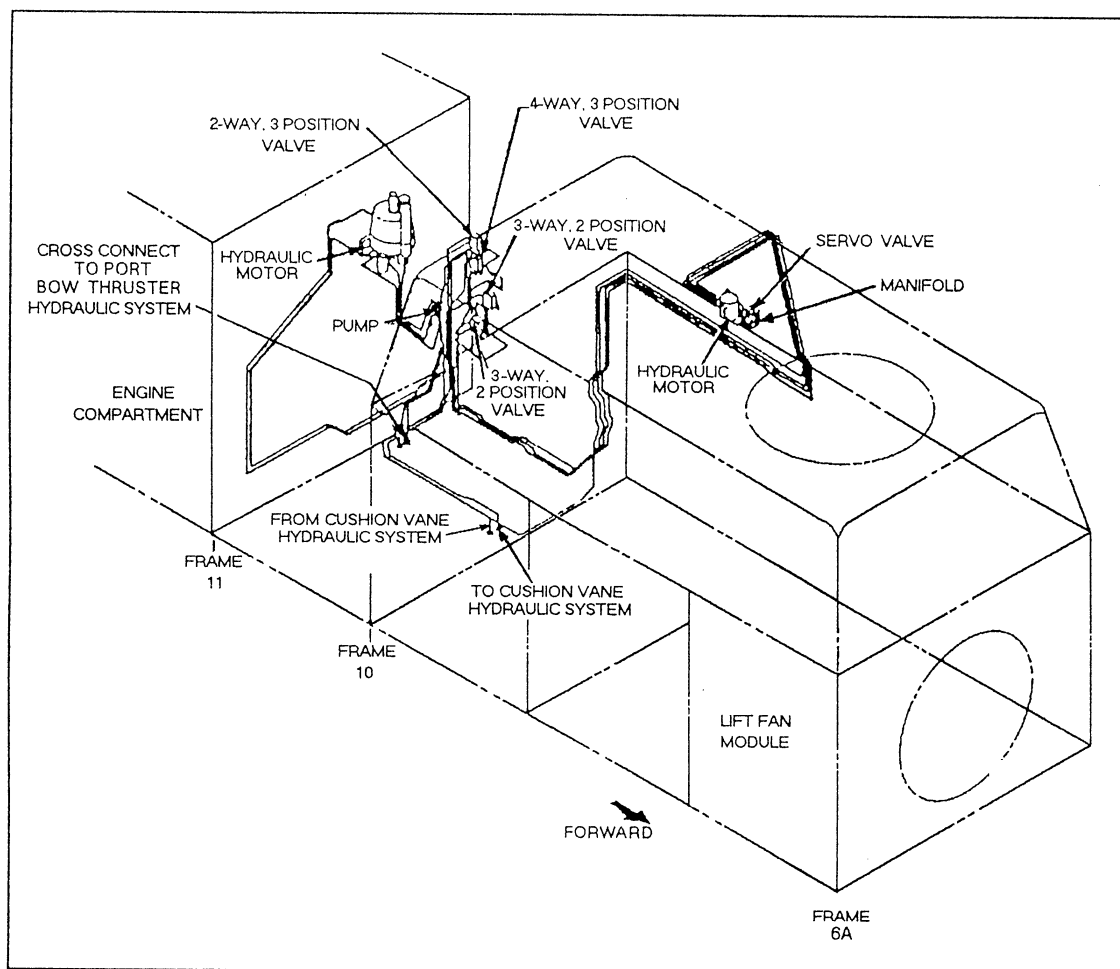 4-WAY, 3 POSITION
VALVE
2-WAY, 3 POSITION
VALVE
3-WAY, 2 POSITION
VALVE
SERVO VALVE
MANIFOLD
CROSS CONNECT
TO PORT
BOW THRUSTER
HYDRAULIC SYSTEM
HYDRAULIC
MOTOR
PUMP
HYDRAULIC
MOTOR
3-WAY,
2 POSITION
VALVE
ENGINE
COMPARTMENT
FROM CUSHION VANE
HYDRAULIC SYSTEM
FRAME
11
TO CUSHION VANE
HYDRAULIC SYSTEM
FRAME
10
LIFT FAN
MODULE
FORWARD
FRAME
6A